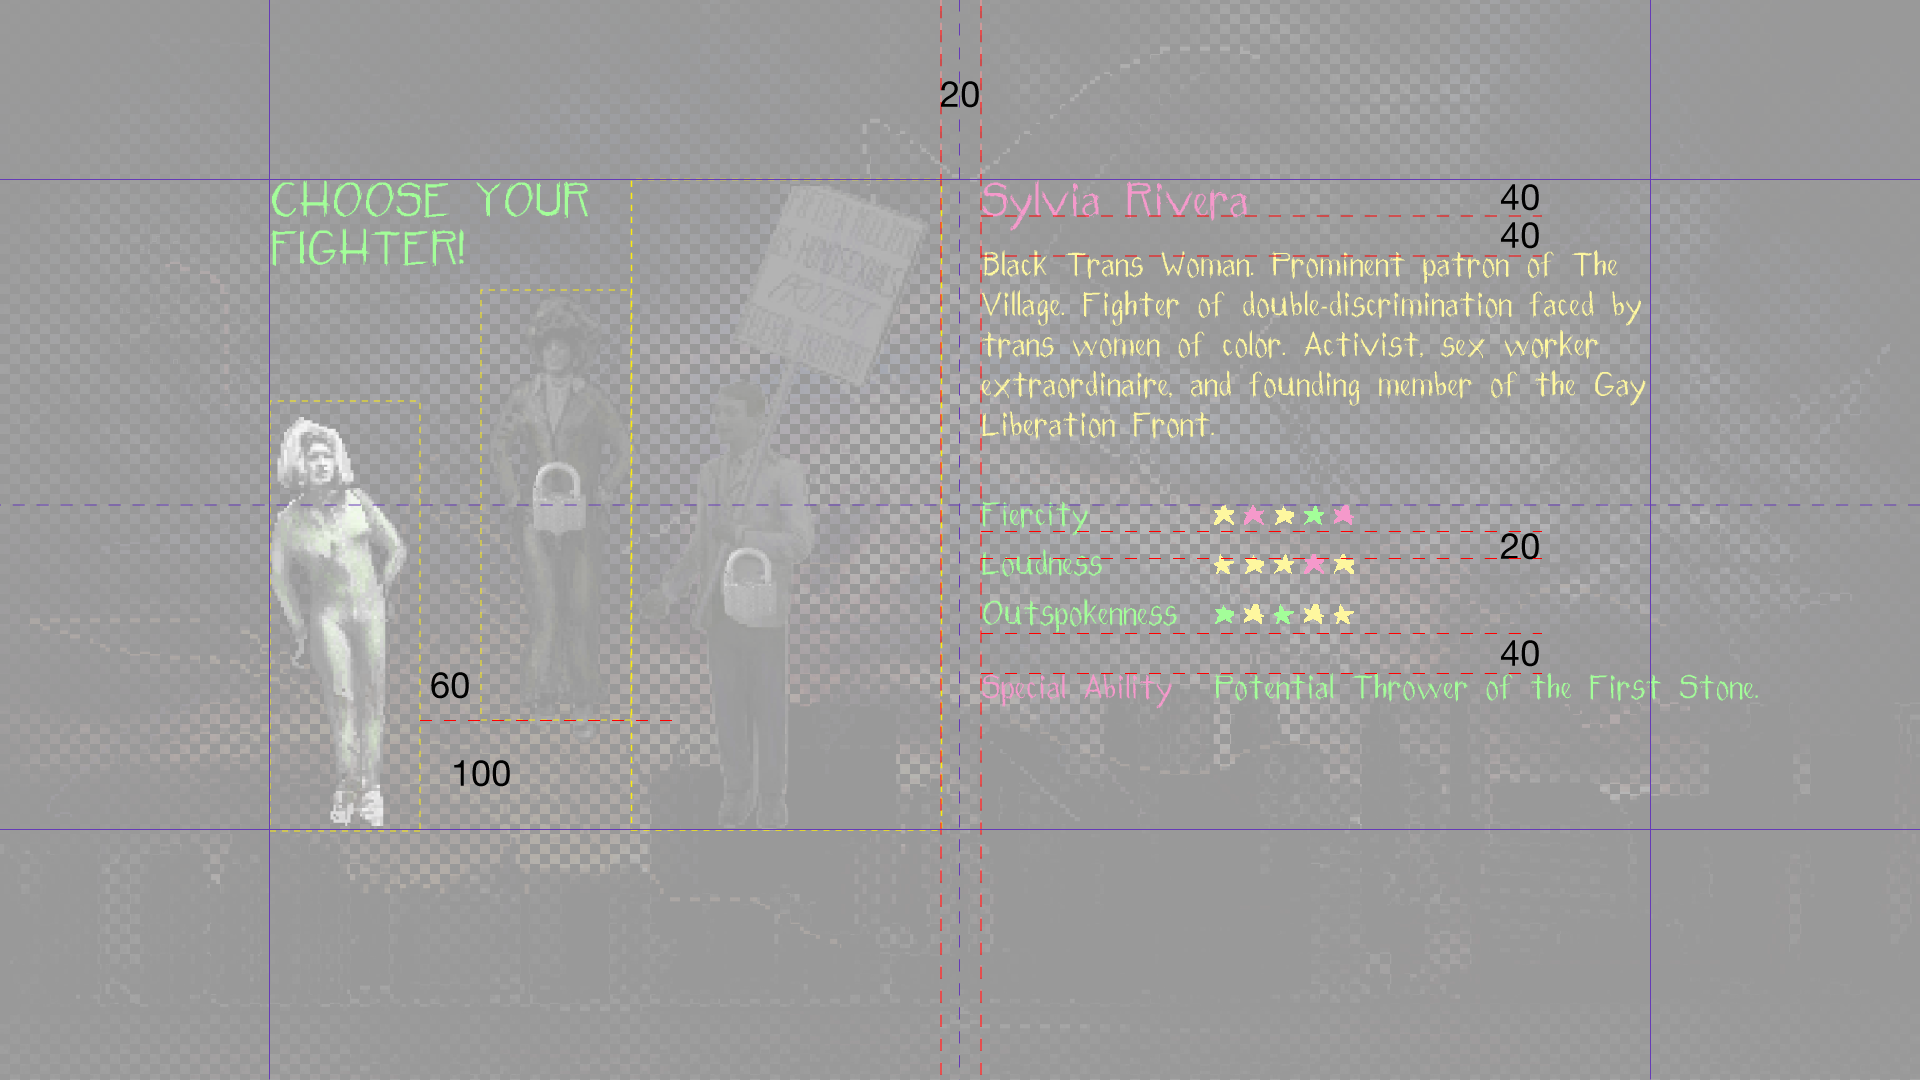 20
CHOOSE YOUR
FIGHTER!
Sylvia Rivera
40
40
Black Trans Woman. Prominent patron of The
Village. Fighter of double-discrimination faced by
trans women of color. Activist, sex worker
extraordinaire, and founding member of the Gay
Liberation Front.
Fiercity
20
Loudness
Outspokenness
40
Special Ability Potential Thrower of the First Stone.
60
100